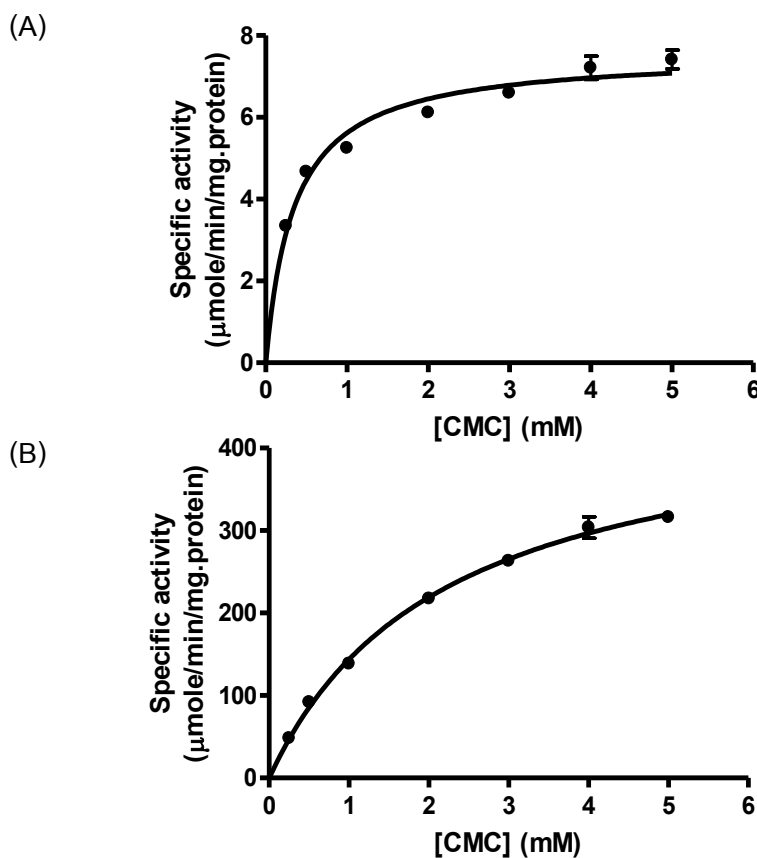 (A)
Specific activity
(μmole/min/mg.protein)
8
6
4
2
0
0 1 2 3 4 5 6
[CMC] (mM)
(B)
Specific activity
(μmole/min/mg.protein)
400
300
200
100
0
0 1 2 3 4 5 6
[CMC] (mM)